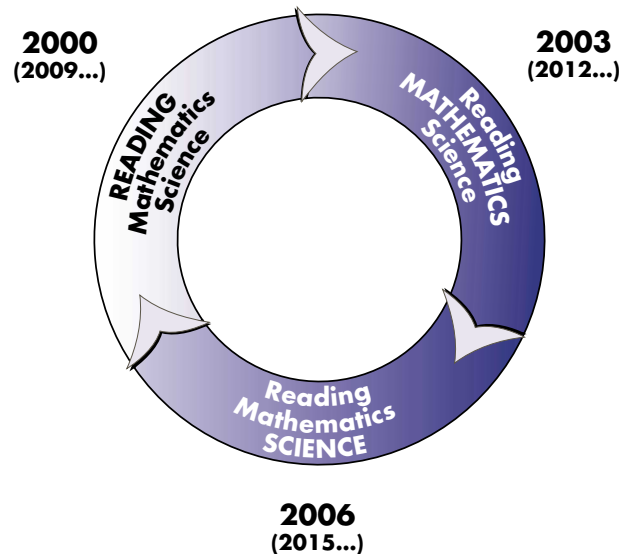 2000
(2009...)
READING
Mathematics
Science
2003
(2012...)
Reading
MATHEMATICS
Science
Reading
Mathematics
SCIENCE
2006
(2015...)